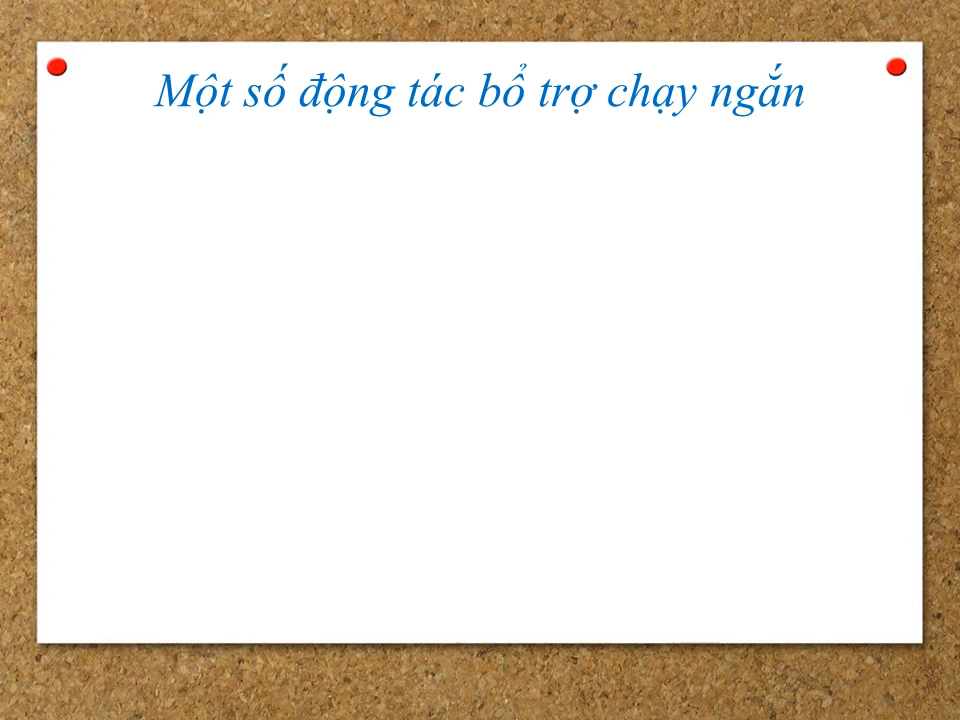 Một số động tác bổ trợ chạy ngắn